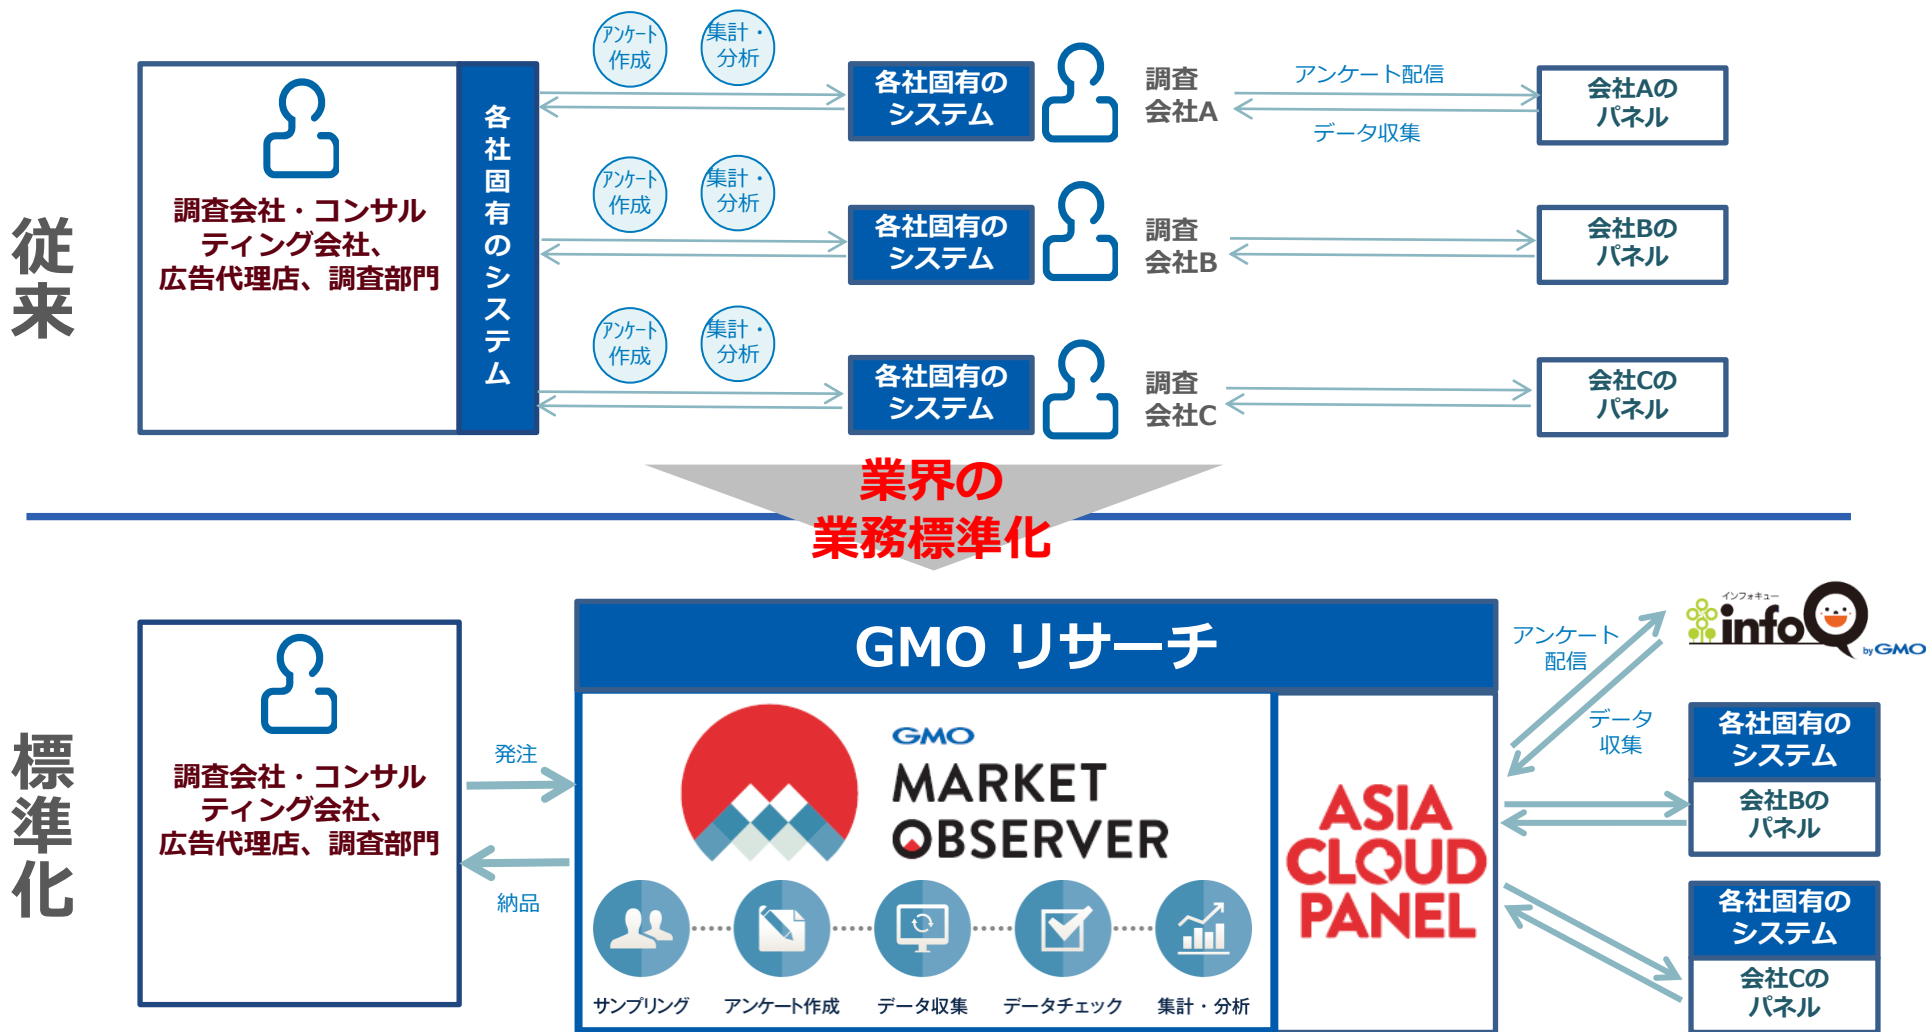 従来
調査会社・コンサル
ティング会社、
広告代理店、調査部門
各社固有のシステム
アンケート
作成
集計・
分析
各社固有の
システム
調査
会社A
アンケート配信
データ収集
会社Aの
パネル
アンケート
作成
集計・
分析
各社固有の
システム
調査
会社B
会社Bの
パネル
アンケート
作成
集計・
分析
各社固有の
システム
調査
会社C
会社Cの
パネル
業界の
業務標準化
標準化
調査会社・コンサル
ティング会社、
広告代理店、調査部門
発注
納品
GMO リサーチ
GMO
MARKET
OBSERVER
サンプリング
アンケート作成
データ収集
データチェック
集計・分析
ASIA
CLOUD
PANEL
アンケート
配信
データ
収集
インフォキュー
infoQ
by GMO
各社固有の
システム
会社Bの
パネル
各社固有の
システム
会社Cの
パネル